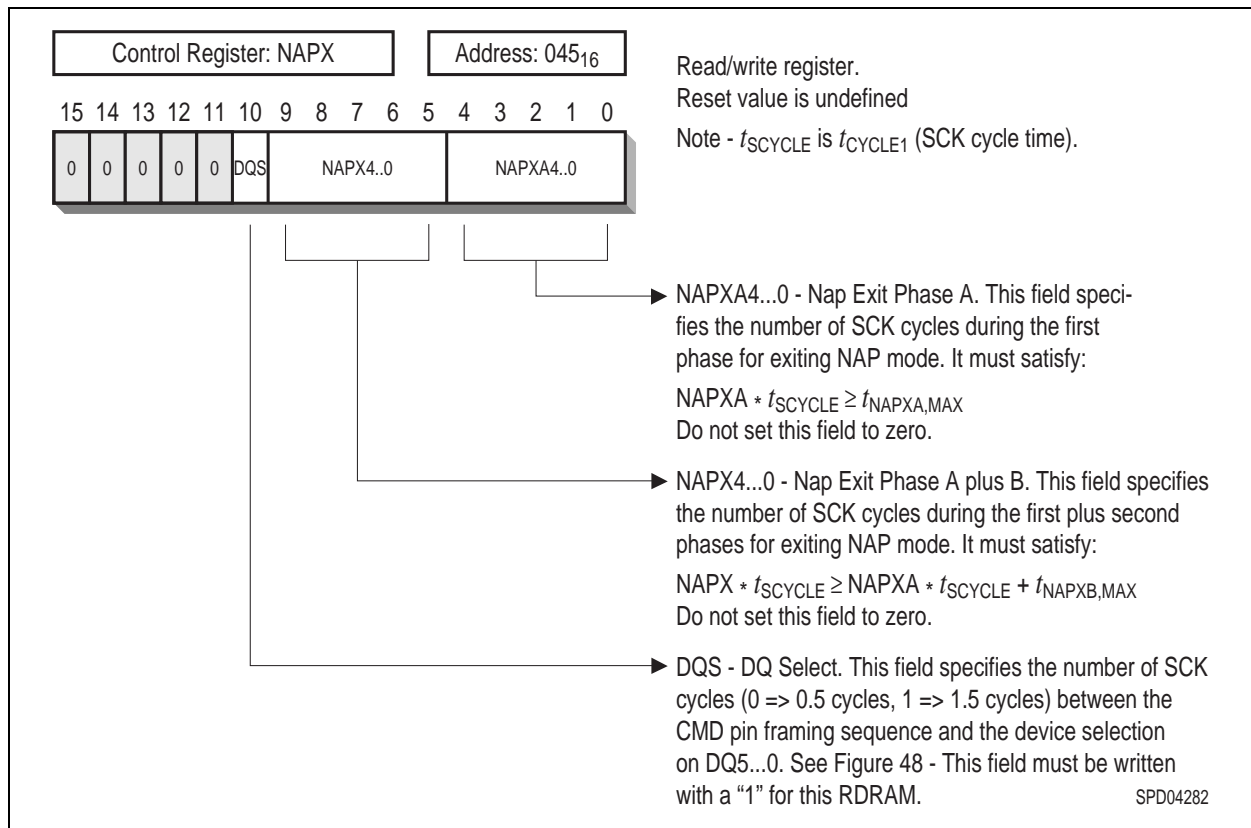 Control Register: NAPX
Address: 045₁₆
Read/write register.
Reset value is undefined
Note - tSCYCLE is tCYCLE1 (SCK cycle time).
15 14 13 12 11 10 9 8 7 6 5 4 3 2 1 0
0 0 0 0 0 DQS NAPX4..0 NAPXA4..0
NAPXA4...0 - Nap Exit Phase A. This field speci-
fies the number of SCK cycles during the first
phase for exiting NAP mode. It must satisfy:
NAPXA * tSCYCLE ≥ tNAPXA,MAX
Do not set this field to zero.
NAPX4...0 - Nap Exit Phase A plus B. This field specifies
the number of SCK cycles during the first plus second
phases for exiting NAP mode. It must satisfy:
NAPX * tSCYCLE ≥ NAPXA * tSCYCLE + tNAPXB,MAX
Do not set this field to zero.
DQS - DQ Select. This field specifies the number of SCK
cycles (0 => 0.5 cycles, 1 => 1.5 cycles) between the
CMD pin framing sequence and the device selection
on DQ5...0. See Figure 48 - This field must be written
with a “1” for this RDRAM.
SPD04282